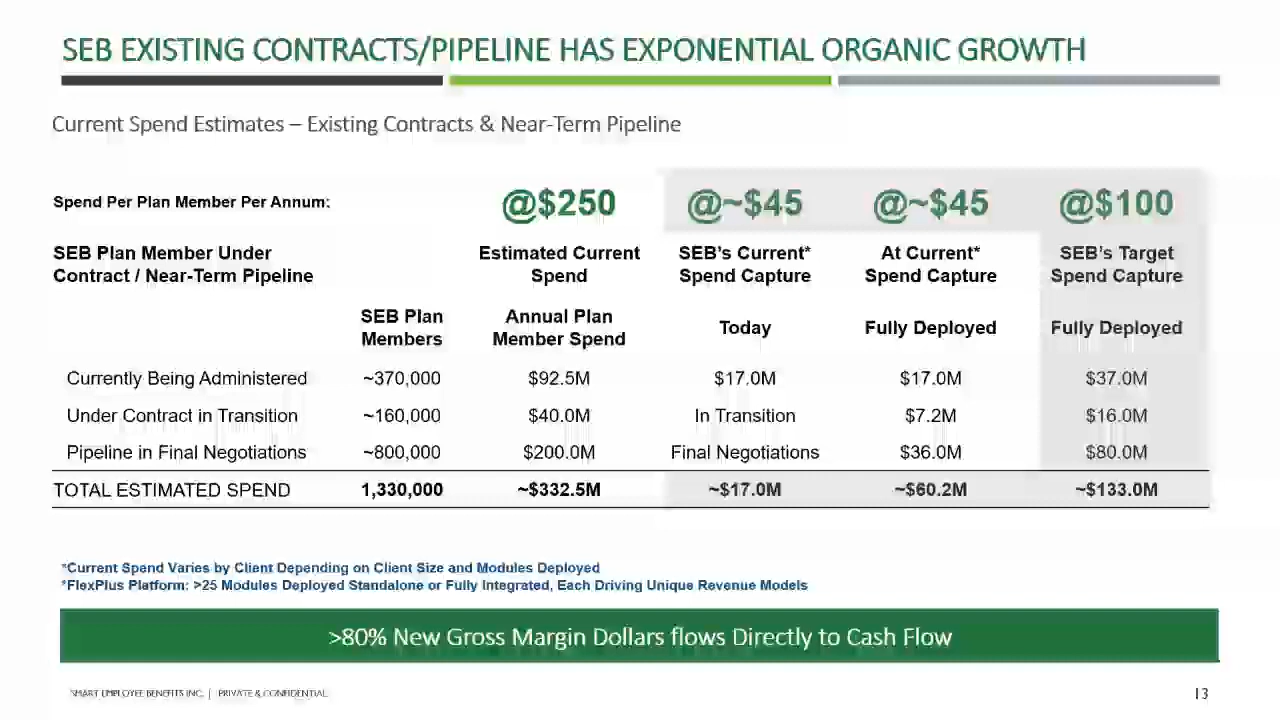 SEB EXISTING CONTRACTS/PIPELINE HAS EXPONENTIAL ORGANIC GROWTH
Current Spend Estimates – Existing Contracts & Near-Term Pipeline
Spend Per Plan Member Per Annum: @$250 @~$45 @~$45 @$100
SEB Plan Member Under Estimated Current SEB's Current* At Current* SEB's Target
Contract / Near-Term Pipeline Spend Spend Capture Spend Capture Spend Capture
SEB Plan Annual Plan
Members Member Spend Today Fully Deployed Fully Deployed
Currently Being Administered ~370,000 $92.5M $17.0M $17.0M $37.0M
Under Contract in Transition ~160,000 $40.0M In Transition $7.2M $16.0M
Pipeline in Final Negotiations ~800,000 $200.0M Final Negotiations $36.0M $80.0M
TOTAL ESTIMATED SPEND 1,330,000 ~$332.5M ~$17.0M ~$60.2M ~$133.0M
*Current Spend Varies by Client Depending on Client Size and Modules Deployed
*FlexPlus Platform: >25 Modules Deployed Standalone or Fully Integrated, Each Driving Unique Revenue Models
>80% New Gross Margin Dollars flows Directly to Cash Flow
SMART EMPLOYEE BENEFITS INC. | PRIVATE & CONFIDENTIAL 13